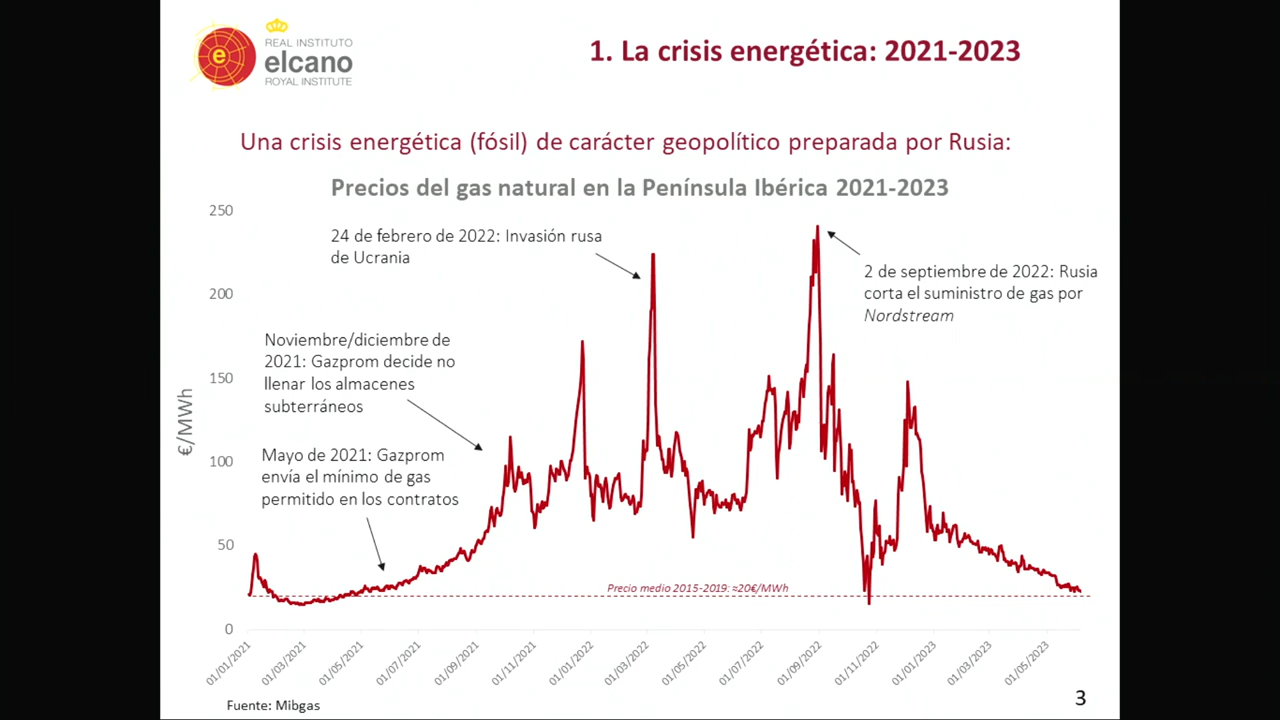 REAL INSTITUTO
elcano
ROYAL INSTITUTE
e
1. La crisis energética: 2021-2023
Una crisis energética (fósil) de carácter geopolítico preparada por Rusia:
Precios del gas natural en la Península Ibérica 2021-2023
€/MWh
250
200
150
100
50
0
24 de febrero de 2022: Invasión rusa
de Ucrania
2 de septiembre de 2022: Rusia
corta el suministro de gas por
Nordstream
Noviembre/diciembre de
2021: Gazprom decide no
llenar los almacenes
subterráneos
Mayo de 2021: Gazprom
envía el mínimo de gas
permitido en los contratos
Precio medio 2015-2019: ≈20€/MWh
01/01/2021
01/03/2021
01/05/2021
01/07/2021
01/09/2021
01/11/2021
01/01/2022
01/03/2022
01/05/2022
01/07/2022
01/09/2022
01/11/2022
01/01/2023
01/03/2023
01/05/2023
Fuente: Mibgas
3